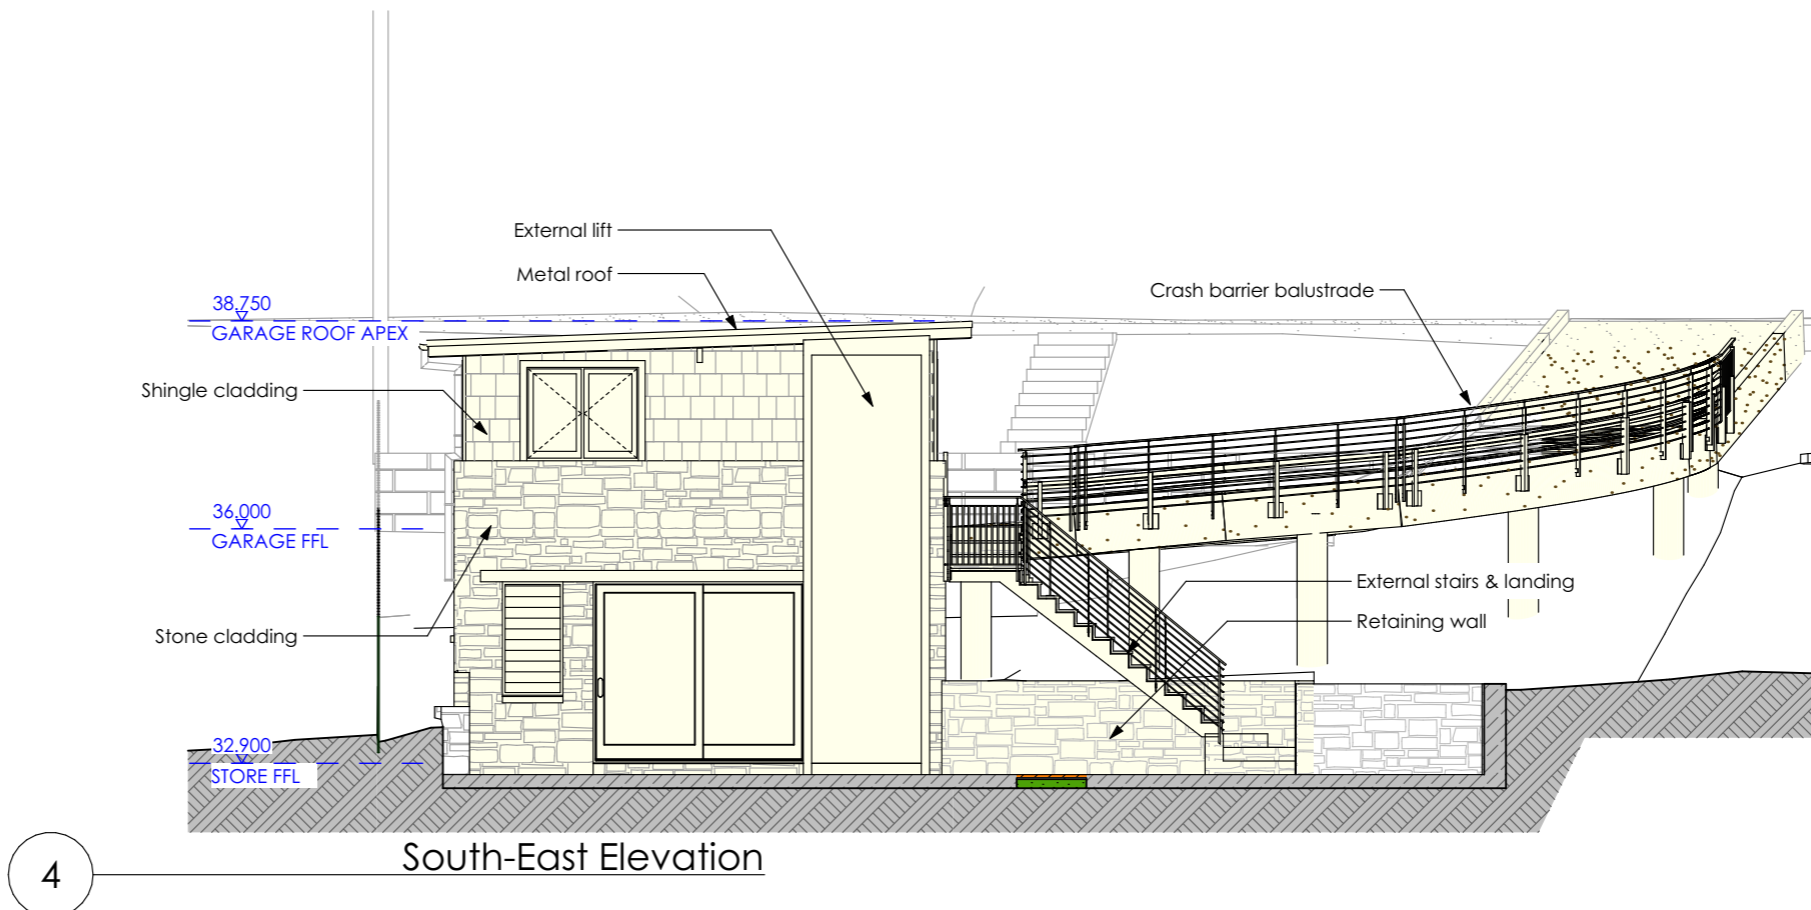 External lift
Metal roof
Crash barrier balustrade
38.750
GARAGE ROOF APEX
Shingle cladding
36.000
GARAGE FFL
External stairs & landing
Retaining wall
Stone cladding
32.900
STORE FFL
4
South-East Elevation